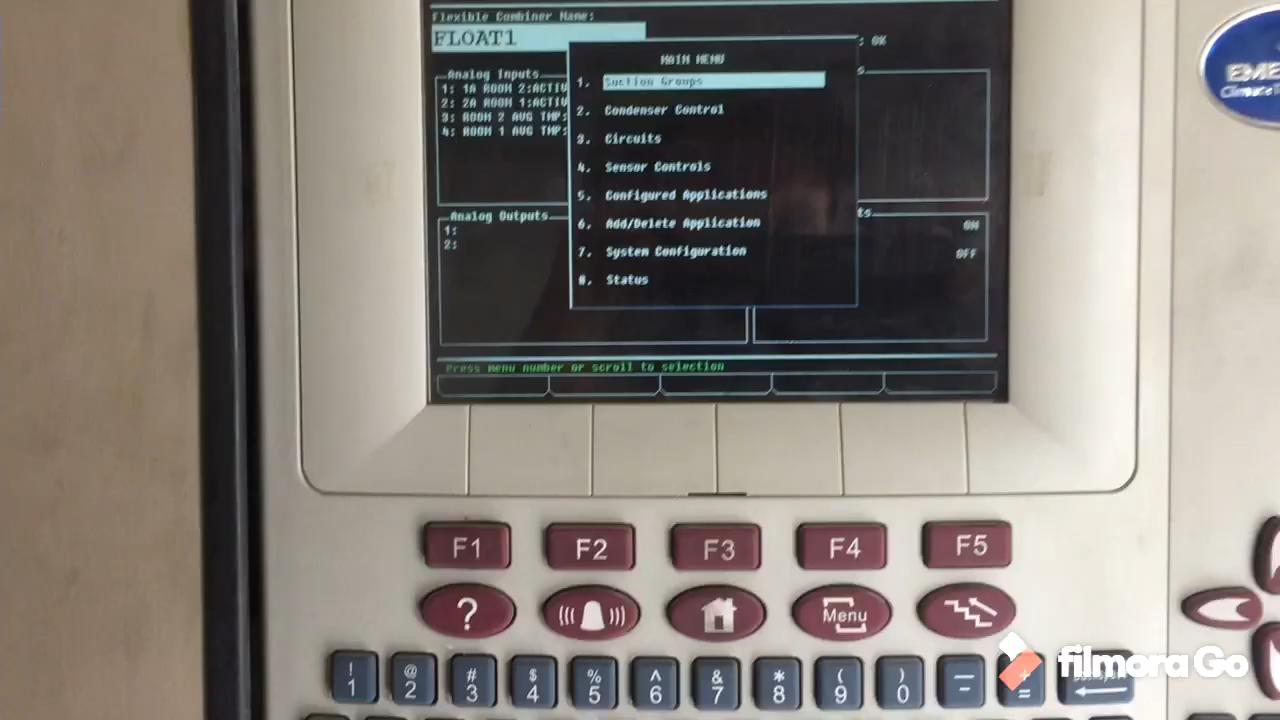 Flexible Combiner Name:
FLOAT1
: OK
Analog Inputs
1: 1A ROOM 2:ACTIV
2: 2A ROOM 1:ACTIV
3: ROOM 2 AVG TMP:
4: ROOM 1 AVG TMP:
Analog Outputs
1:
2:
MAIN MENU
1. Suction Groups
2. Condenser Control
3. Circuits
4. Sensor Controls
5. Configured Applications
6. Add/Delete Application
7. System Configuration
8. Status
s
ts
ON
OFF
Press menu number or scroll to selection
EME
Climate T
F1 F2 F3 F4 F5
? Menu
! @ # $ % ^ & * ( )
1 2 3 4 5 6 7 8 9 0 - + =
filmora Go